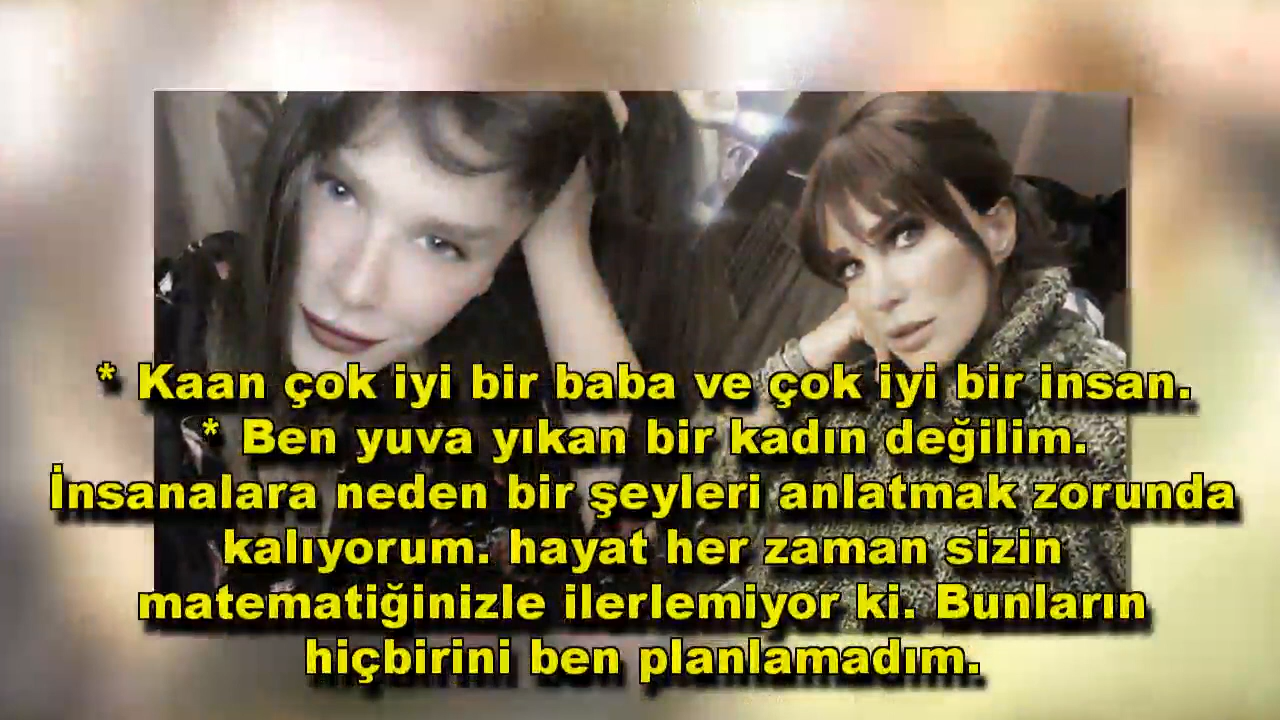 * Kaan çok iyi bir baba ve çok iyi bir insan.
* Ben yuva yıkan bir kadın değilim.
İnsanalara neden bir şeyleri anlatmak zorunda
kalıyorum. hayat her zaman sizin
matematiğinizle ilerlemiyor ki. Bunların
hiçbirini ben planlamadım.